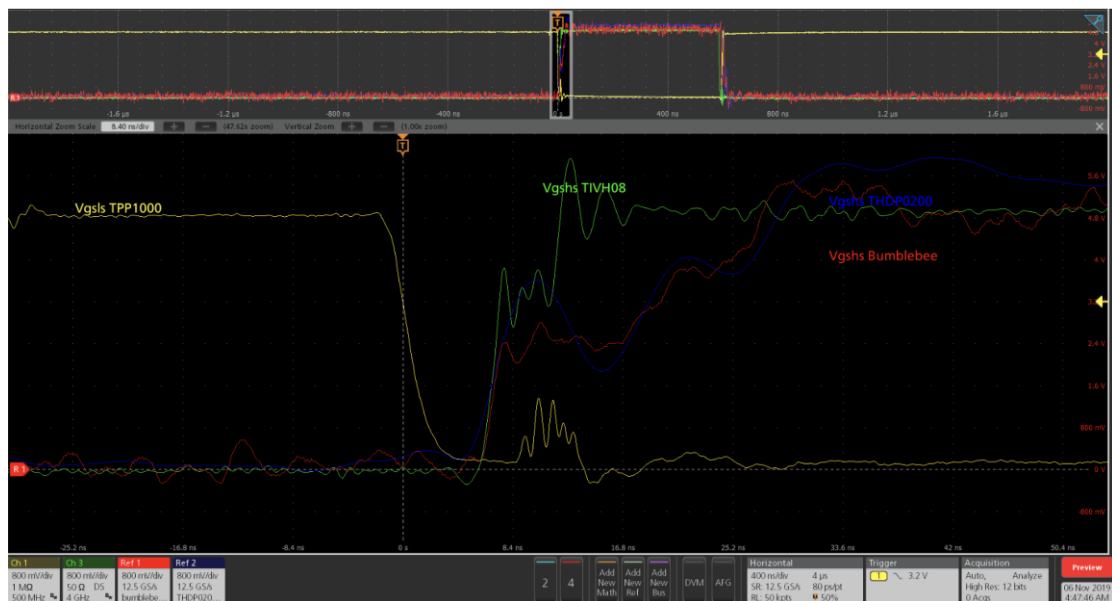 4.8 V
3.2 V
2.4 V
1.6 V
800 mV
-800 mV
R1
T
-1.6 µs
-1.2 µs
-800 ns
-400 ns
0 s
400 ns
800 ns
1.2 µs
1.6 µs
Horizontal Zoom Scale 8.40 ns/div + − (47.62x zoom) Vertical Zoom + − (1.00x zoom) ×
T
Vgsls TPP1000
Vgshs TIVH08
Vgshs THDP0200
Vgshs Bumblebee
5.6 V
4.8 V
4 V
2.4 V
1.6 V
800 mV
-800 mV
R 1
-25.2 ns
-16.8 ns
-8.4 ns
0 s
8.4 ns
16.8 ns
25.2 ns
33.6 ns
42 ns
50.4 ns
Ch 1
800 mV/div
1 MΩ
500 MHz
Ch 3
800 mV/div
50 Ω DS
4 GHz
Ref 1
800 mV/div
12.5 GS/s
bumblebe...
Ref 2
800 mV/div
12.5 GS/s
THDP020...
2
4
Add New Math
Add New Ref
Add New Bus
DVM
AFG
Horizontal
400 ns/div 4 µs
SR: 12.5 GS/s 80 ps/pt
RL: 50 kpts 50%
Trigger
1 3.2 V
Acquisition
Auto, Analyze
High Res: 12 bits
0 Acqs
Preview
06 Nov 2019
4:47:46 AM